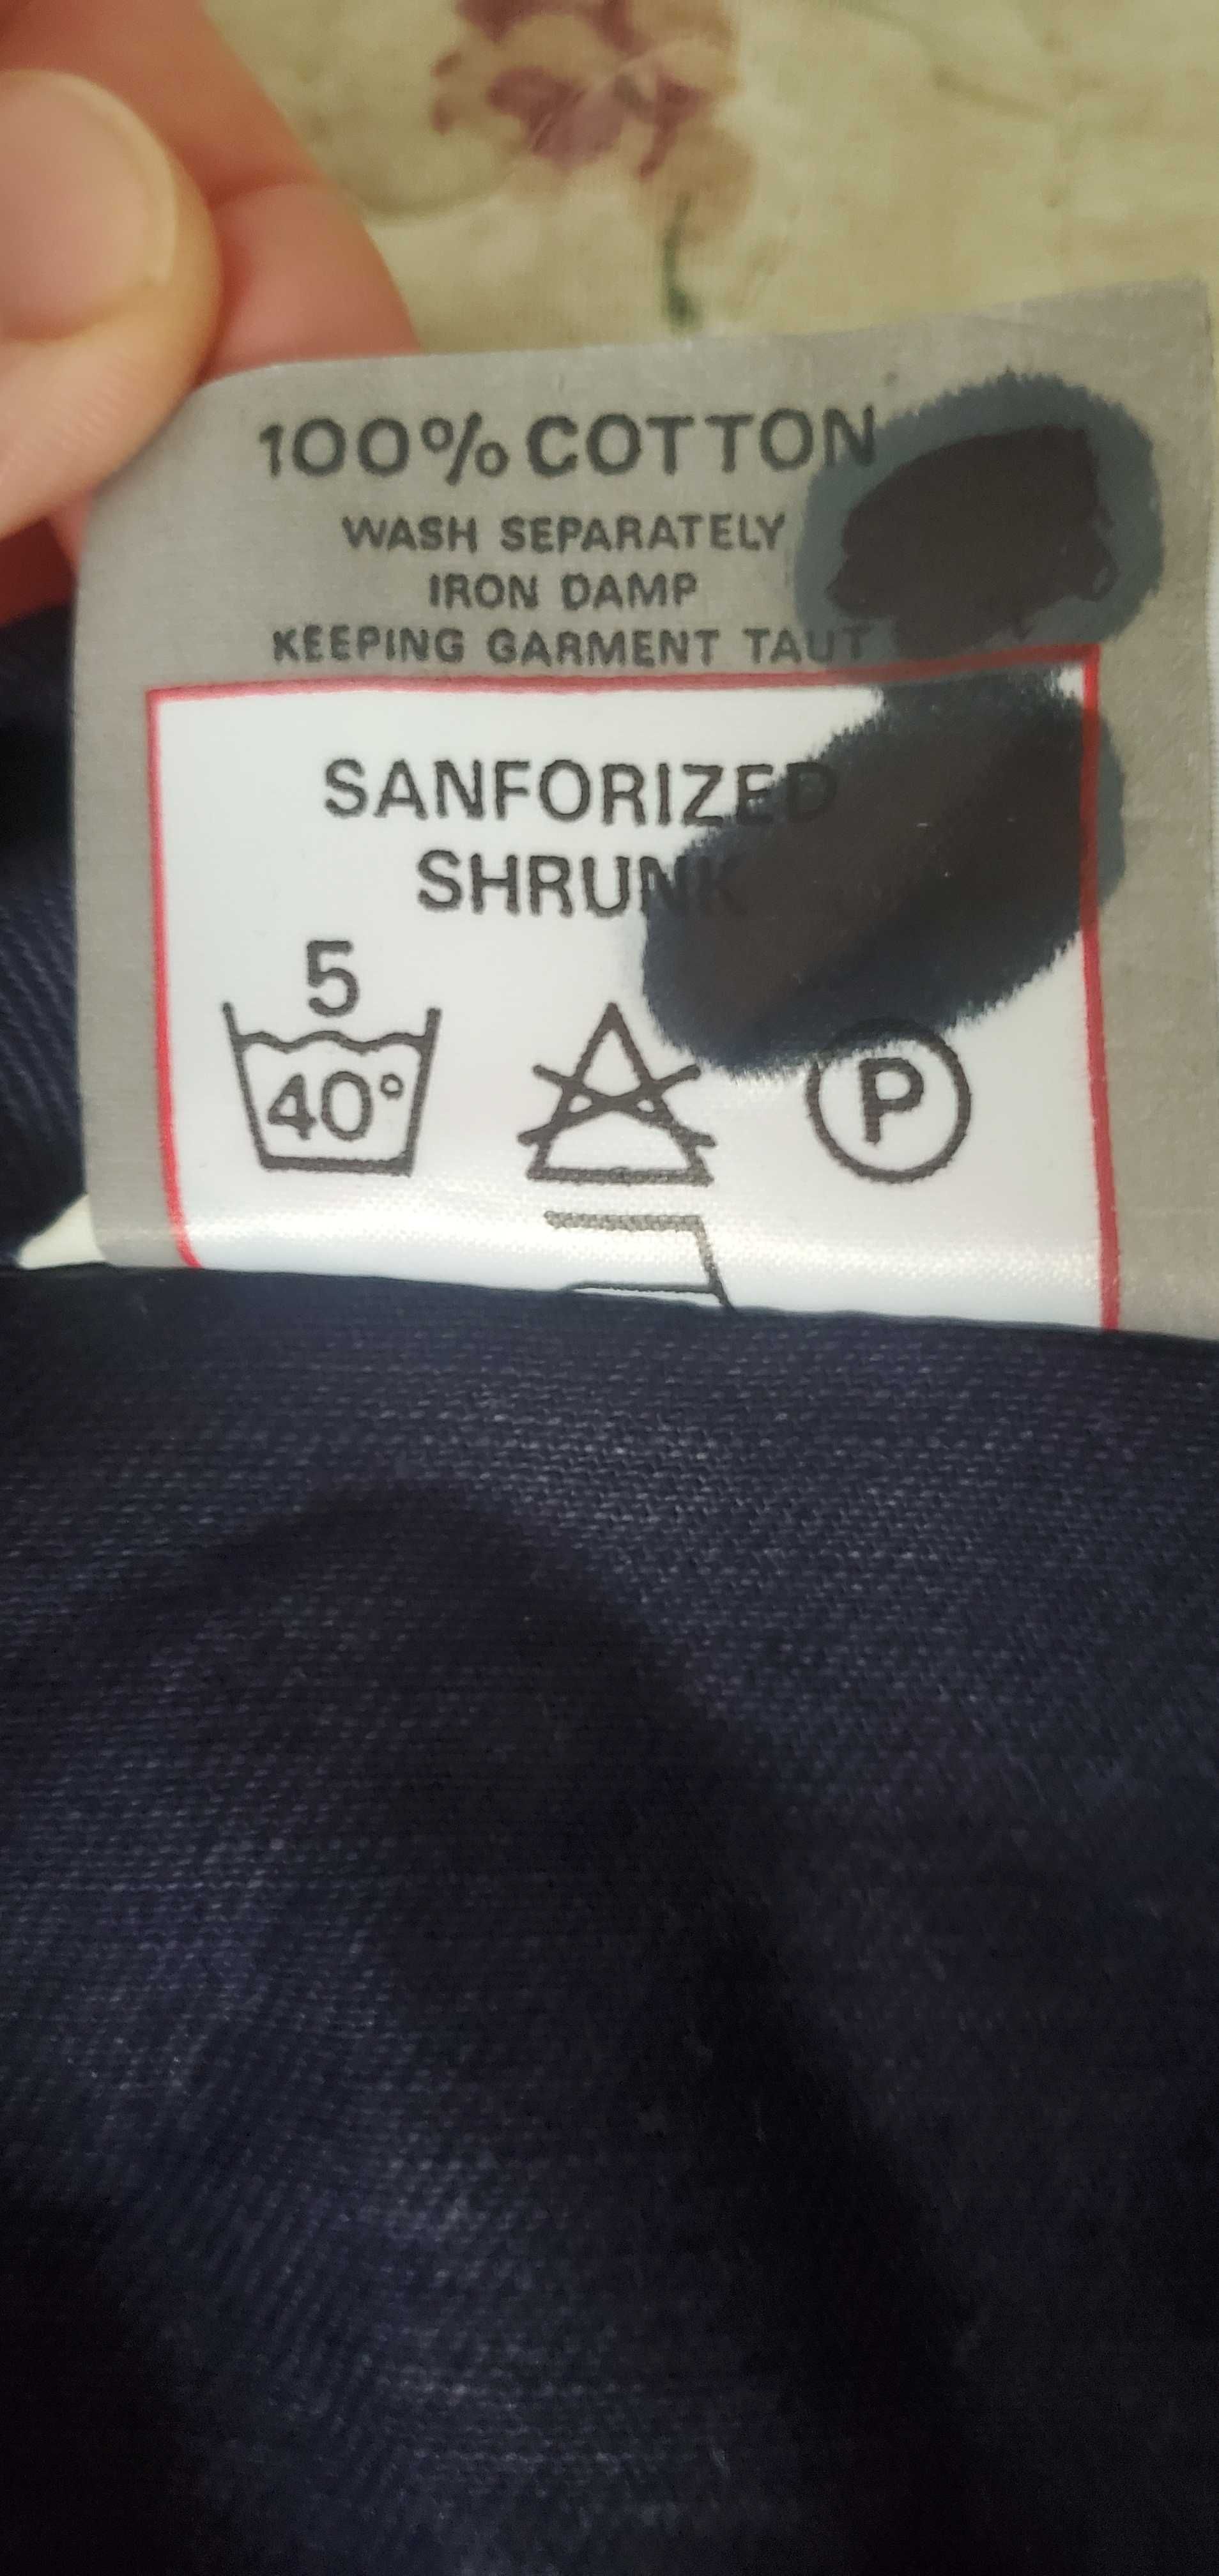 100% COTTON
WASH SEPARATELY
IRON DAMP
KEEPING GARMENT TAUT
SANFORIZED
SHRUNK
5
40°
P